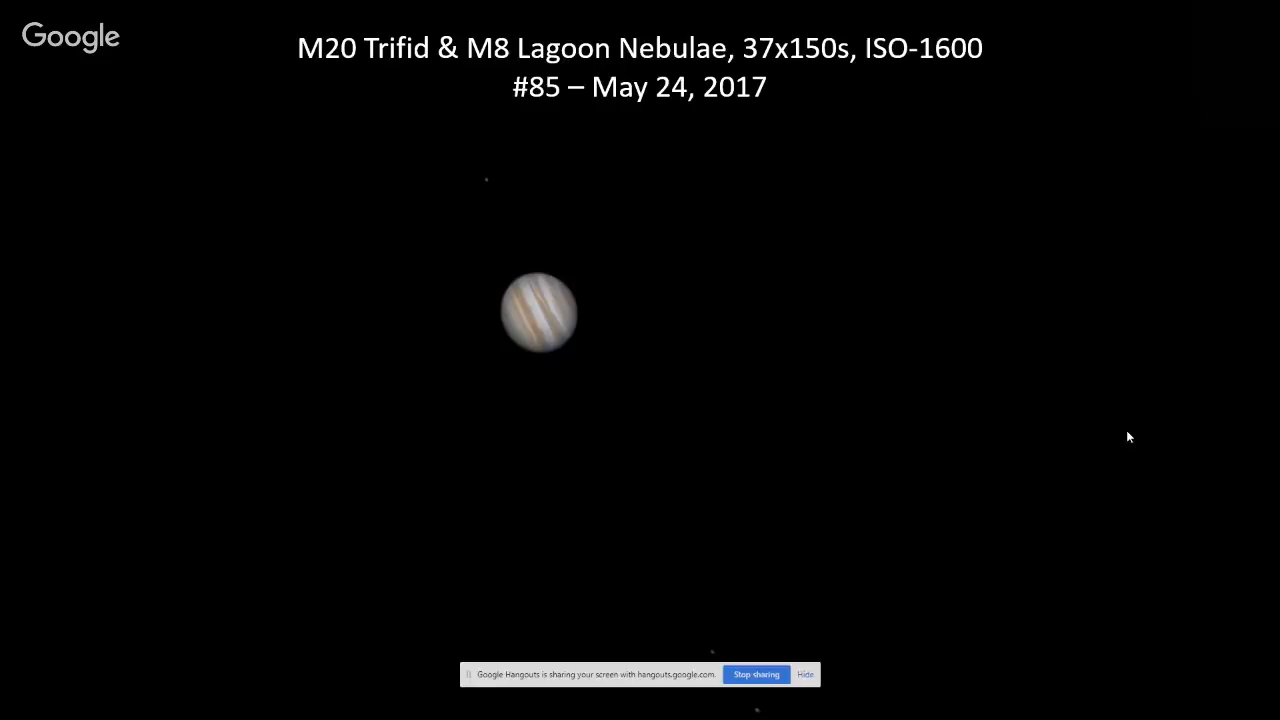 Google
M20 Trifid & M8 Lagoon Nebulae, 37x150s, ISO-1600
#85 – May 24, 2017
Google Hangouts is sharing your screen with hangouts.google.com. Stop sharing Hide